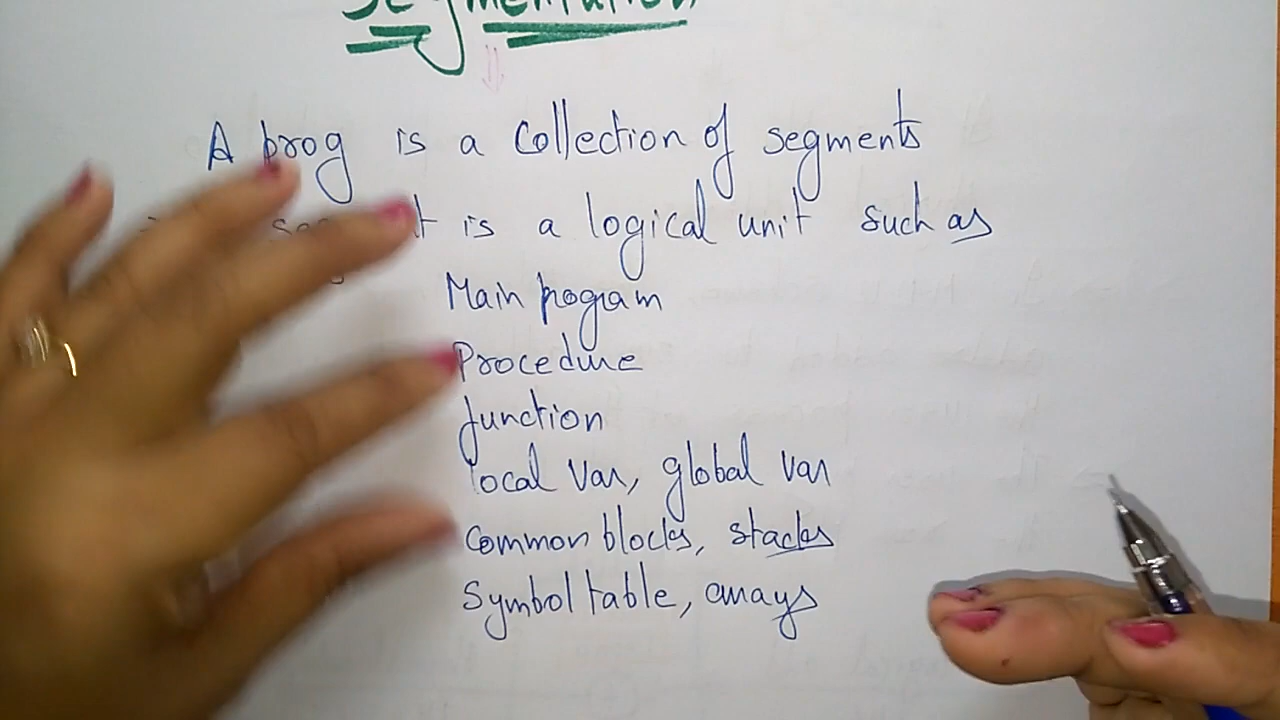 Segmentation
A prog is a collection of segments
is a logical unit such as
Main program
Procedure
function
local var, global var
Common blocks, stacks
Symbol table, arrays